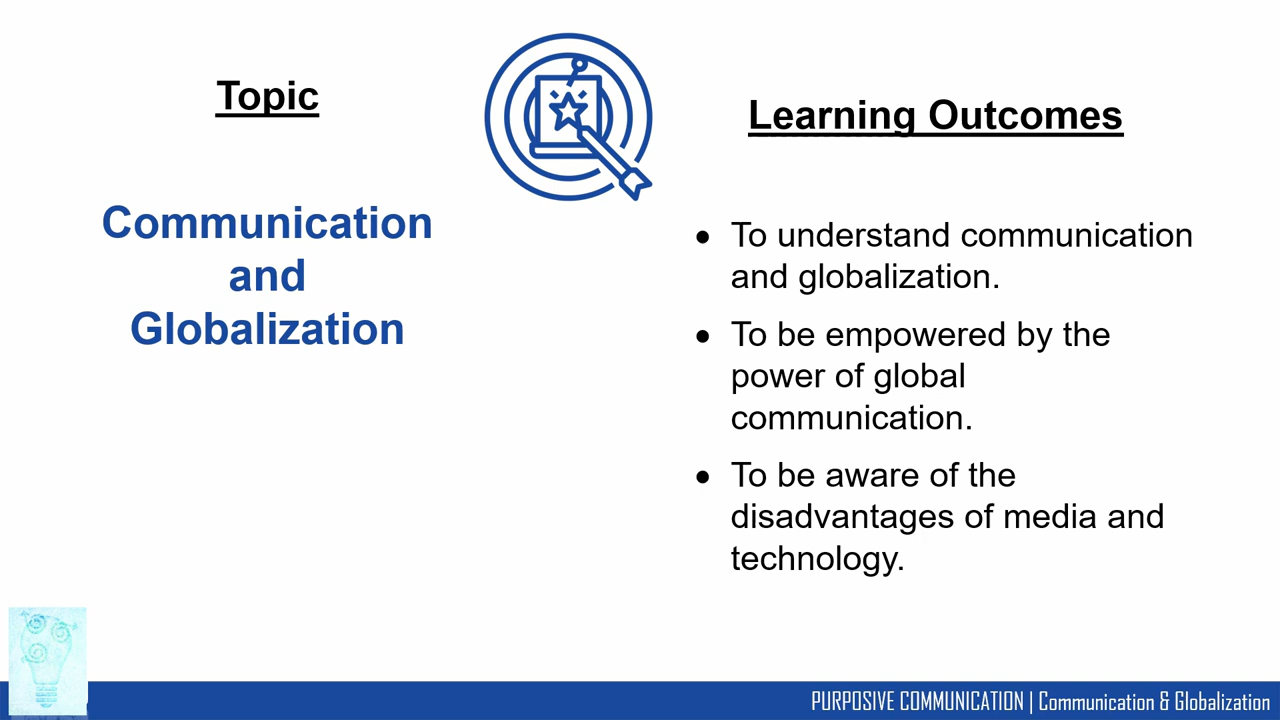 Topic
Communication
and
Globalization
Learning Outcomes
● To understand communication
and globalization.
● To be empowered by the
power of global
communication.
● To be aware of the
disadvantages of media and
technology.
PURPOSIVE COMMUNICATION | Communication & Globalization